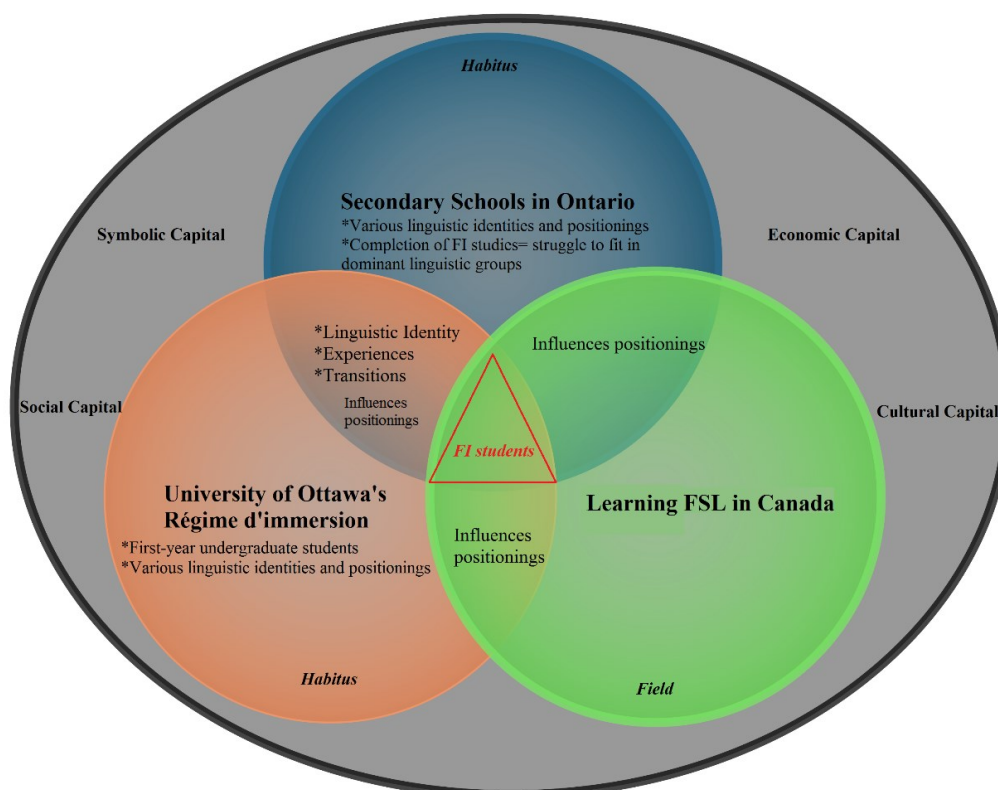 Habitus
Secondary Schools in Ontario
*Various linguistic identities and positionings
*Completion of FI studies= struggle to fit in
dominant linguistic groups
Symbolic Capital
Economic Capital
*Linguistic Identity
*Experiences
*Transitions
Influences
positionings
Influences positionings
Social Capital
Cultural Capital
FI students
University of Ottawa's
Régime d'immersion
*First-year undergraduate students
*Various linguistic identities and positionings
Learning FSL in Canada
Influences
positionings
Habitus
Field